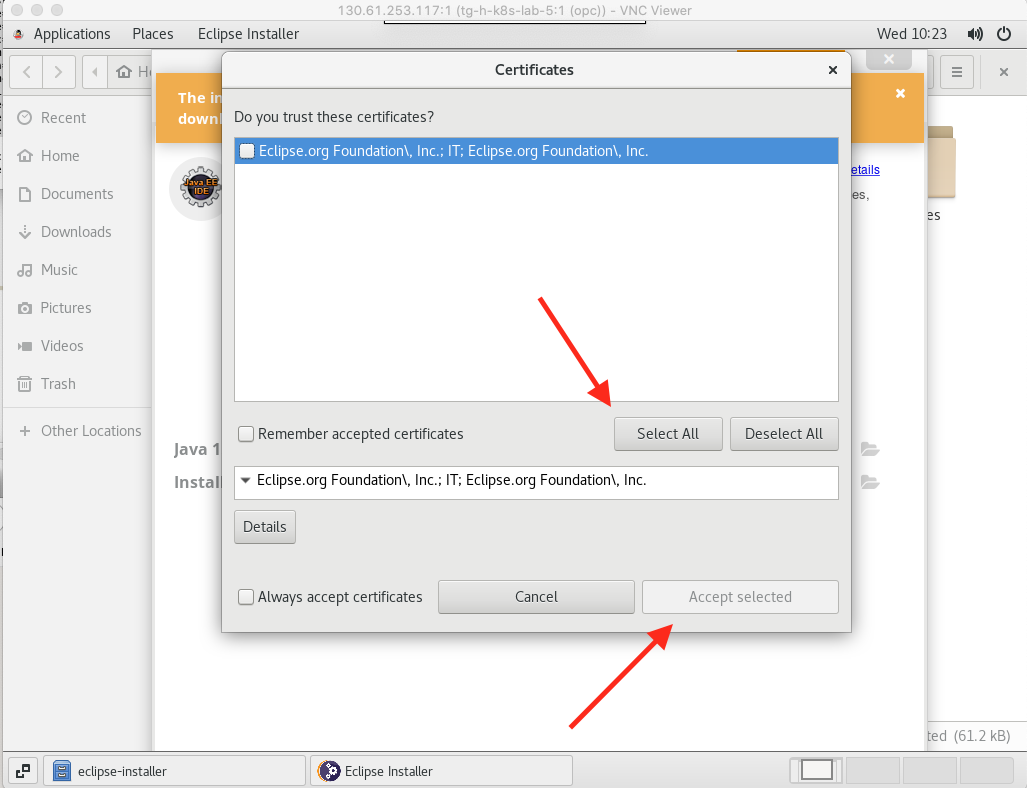 130.61.253.117:1 (tg-h-k8s-lab-5:1 (opc)) - VNC Viewer
Applications Places Eclipse Installer Wed 10:23
Certificates
The in
downl
Do you trust these certificates?
Eclipse.org Foundation\, Inc.; IT; Eclipse.org Foundation\, Inc.
Recent
Home
Documents
Downloads
Music
Pictures
Videos
Trash
Other Locations
Java EE
IDE
etails
es,
es
Remember accepted certificates
Select All
Deselect All
Java 1
Eclipse.org Foundation\, Inc.; IT; Eclipse.org Foundation\, Inc.
Instal
Details
Always accept certificates
Cancel
Accept selected
ted (61.2 kB)
eclipse-installer
Eclipse Installer